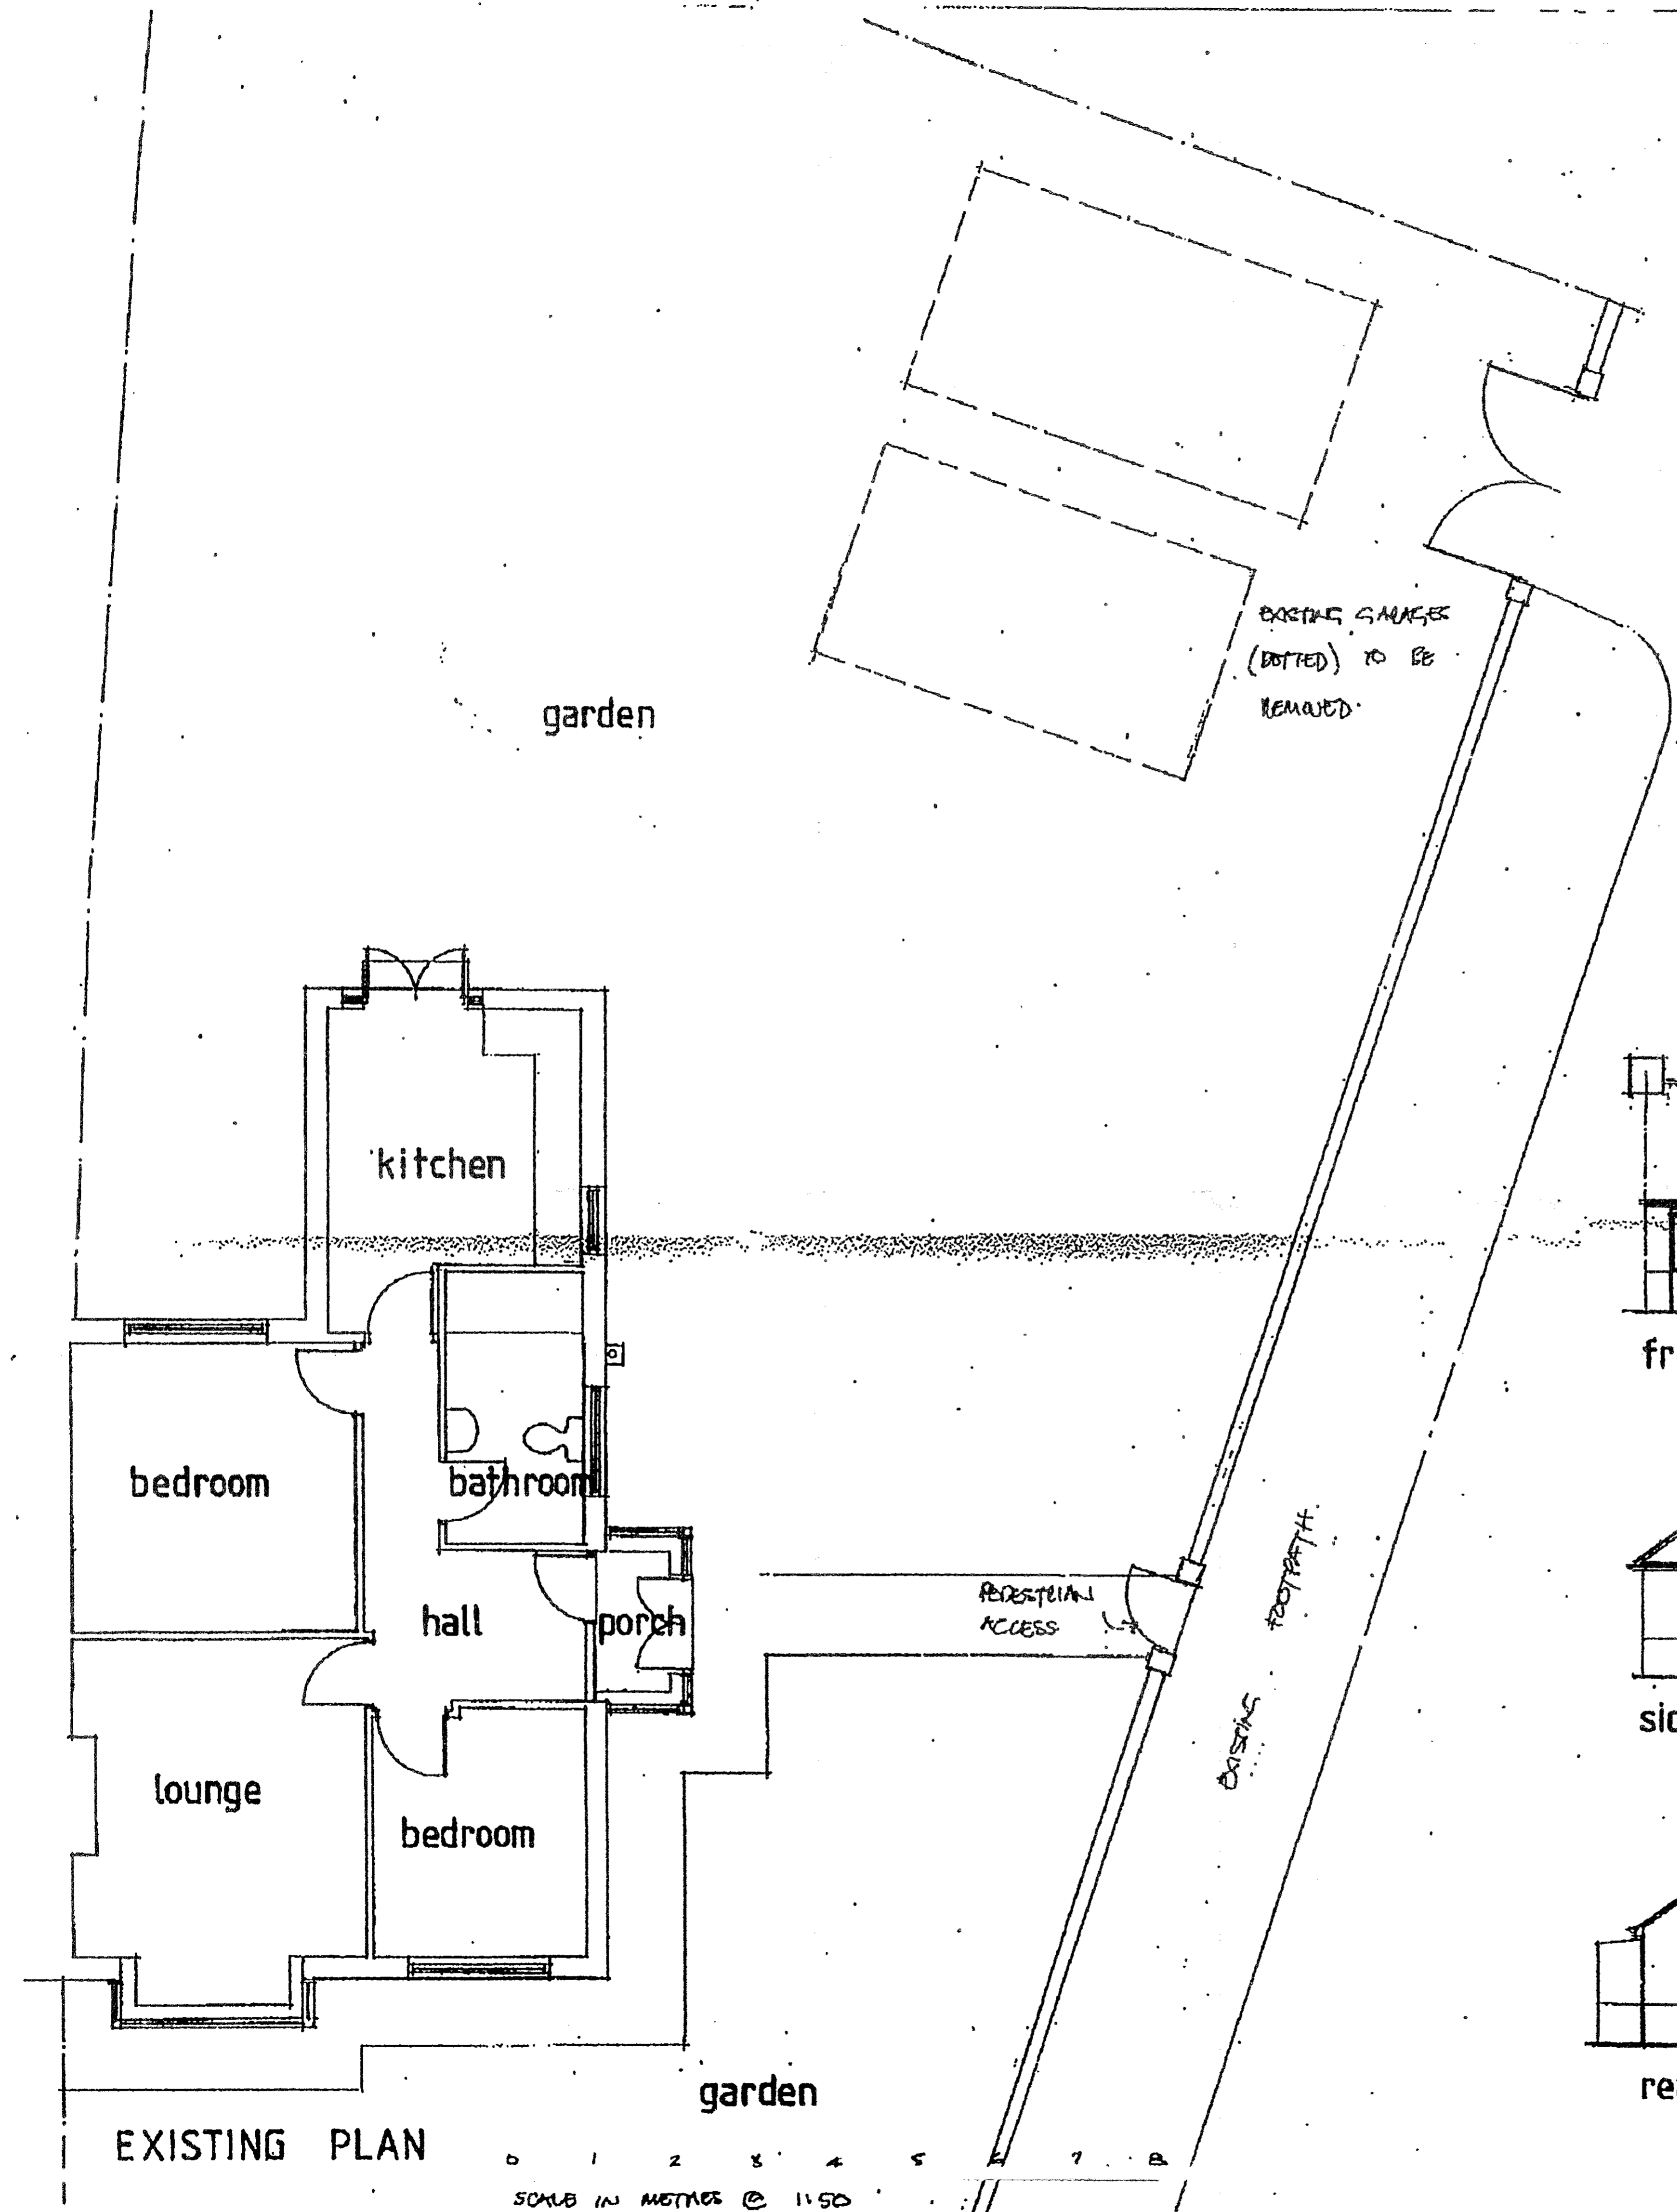 EXISTING GARAGES
(DOTTED) TO BE
REMOVED.
garden
kitchen
fr
bedroom
bathroom
PEDESTRIAN
ACCESS
EXISTING FOOTPATH.
hall
porch
sid
lounge
bedroom
garden
re
EXISTING PLAN
0 1 2 3 4 5 6 7 8
SCALE IN METRES @ 1:50